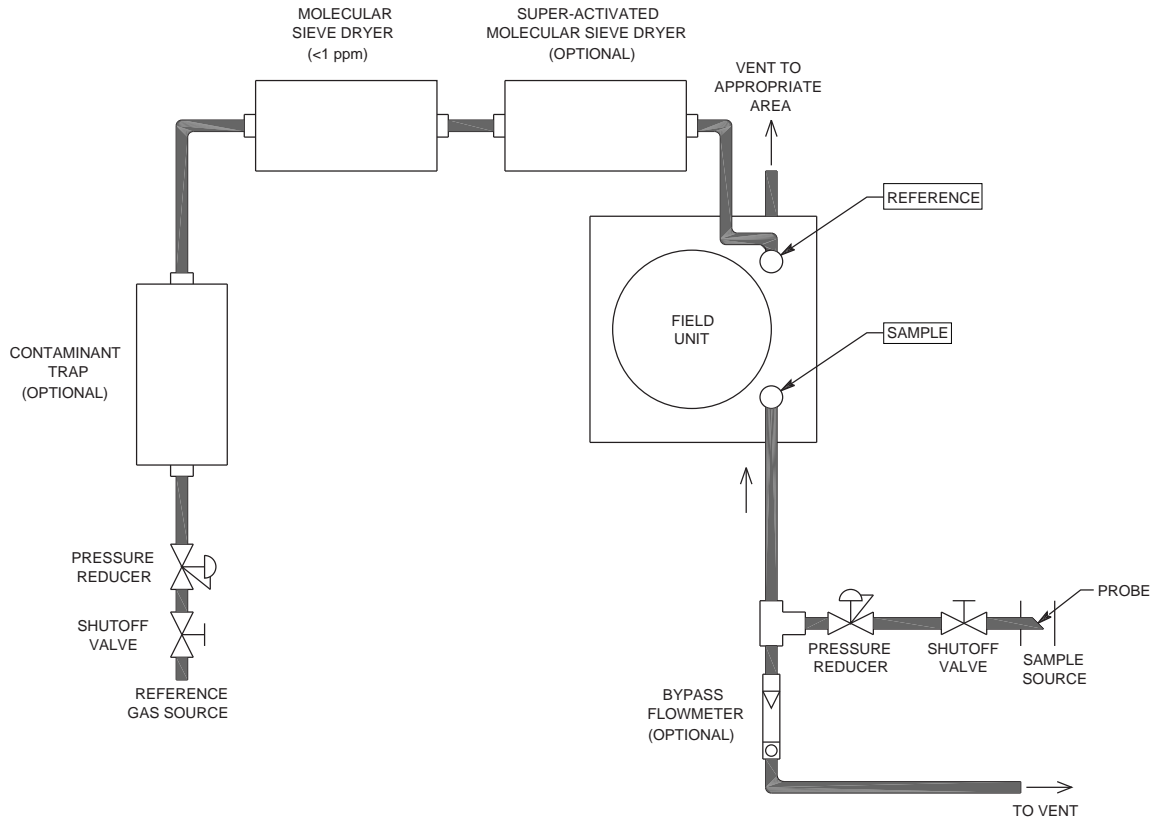 MOLECULAR
SIEVE DRYER
(<1 ppm)
SUPER-ACTIVATED
MOLECULAR SIEVE DRYER
(OPTIONAL)
VENT TO
APPROPRIATE
AREA
REFERENCE
FIELD
UNIT
SAMPLE
CONTAMINANT
TRAP
(OPTIONAL)
PRESSURE
REDUCER
SHUTOFF
VALVE
REFERENCE
GAS SOURCE
PROBE
PRESSURE
REDUCER
SHUTOFF
VALVE
SAMPLE
SOURCE
BYPASS
FLOWMETER
(OPTIONAL)
TO VENT